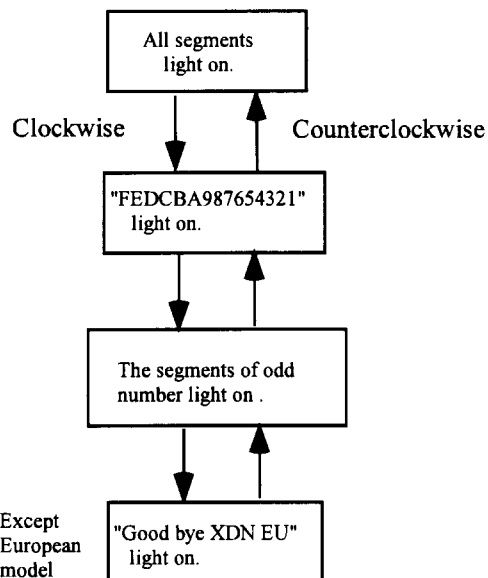 All segments
light on.
Clockwise
Counterclockwise
"FEDCBA987654321"
light on.
The segments of odd
number light on .
Except
European
model
"Good bye XDN EU"
light on.